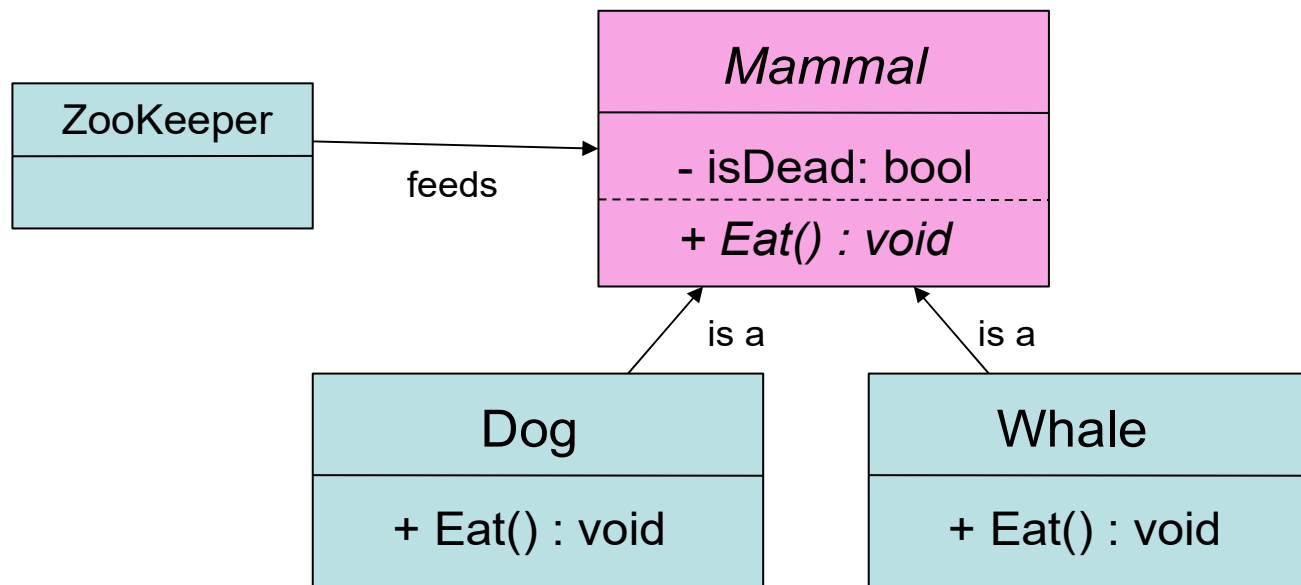 Mammal
ZooKeeper
- isDead: bool
feeds
+ Eat() : void
is a
is a
Dog
Whale
+ Eat() : void
+ Eat() : void